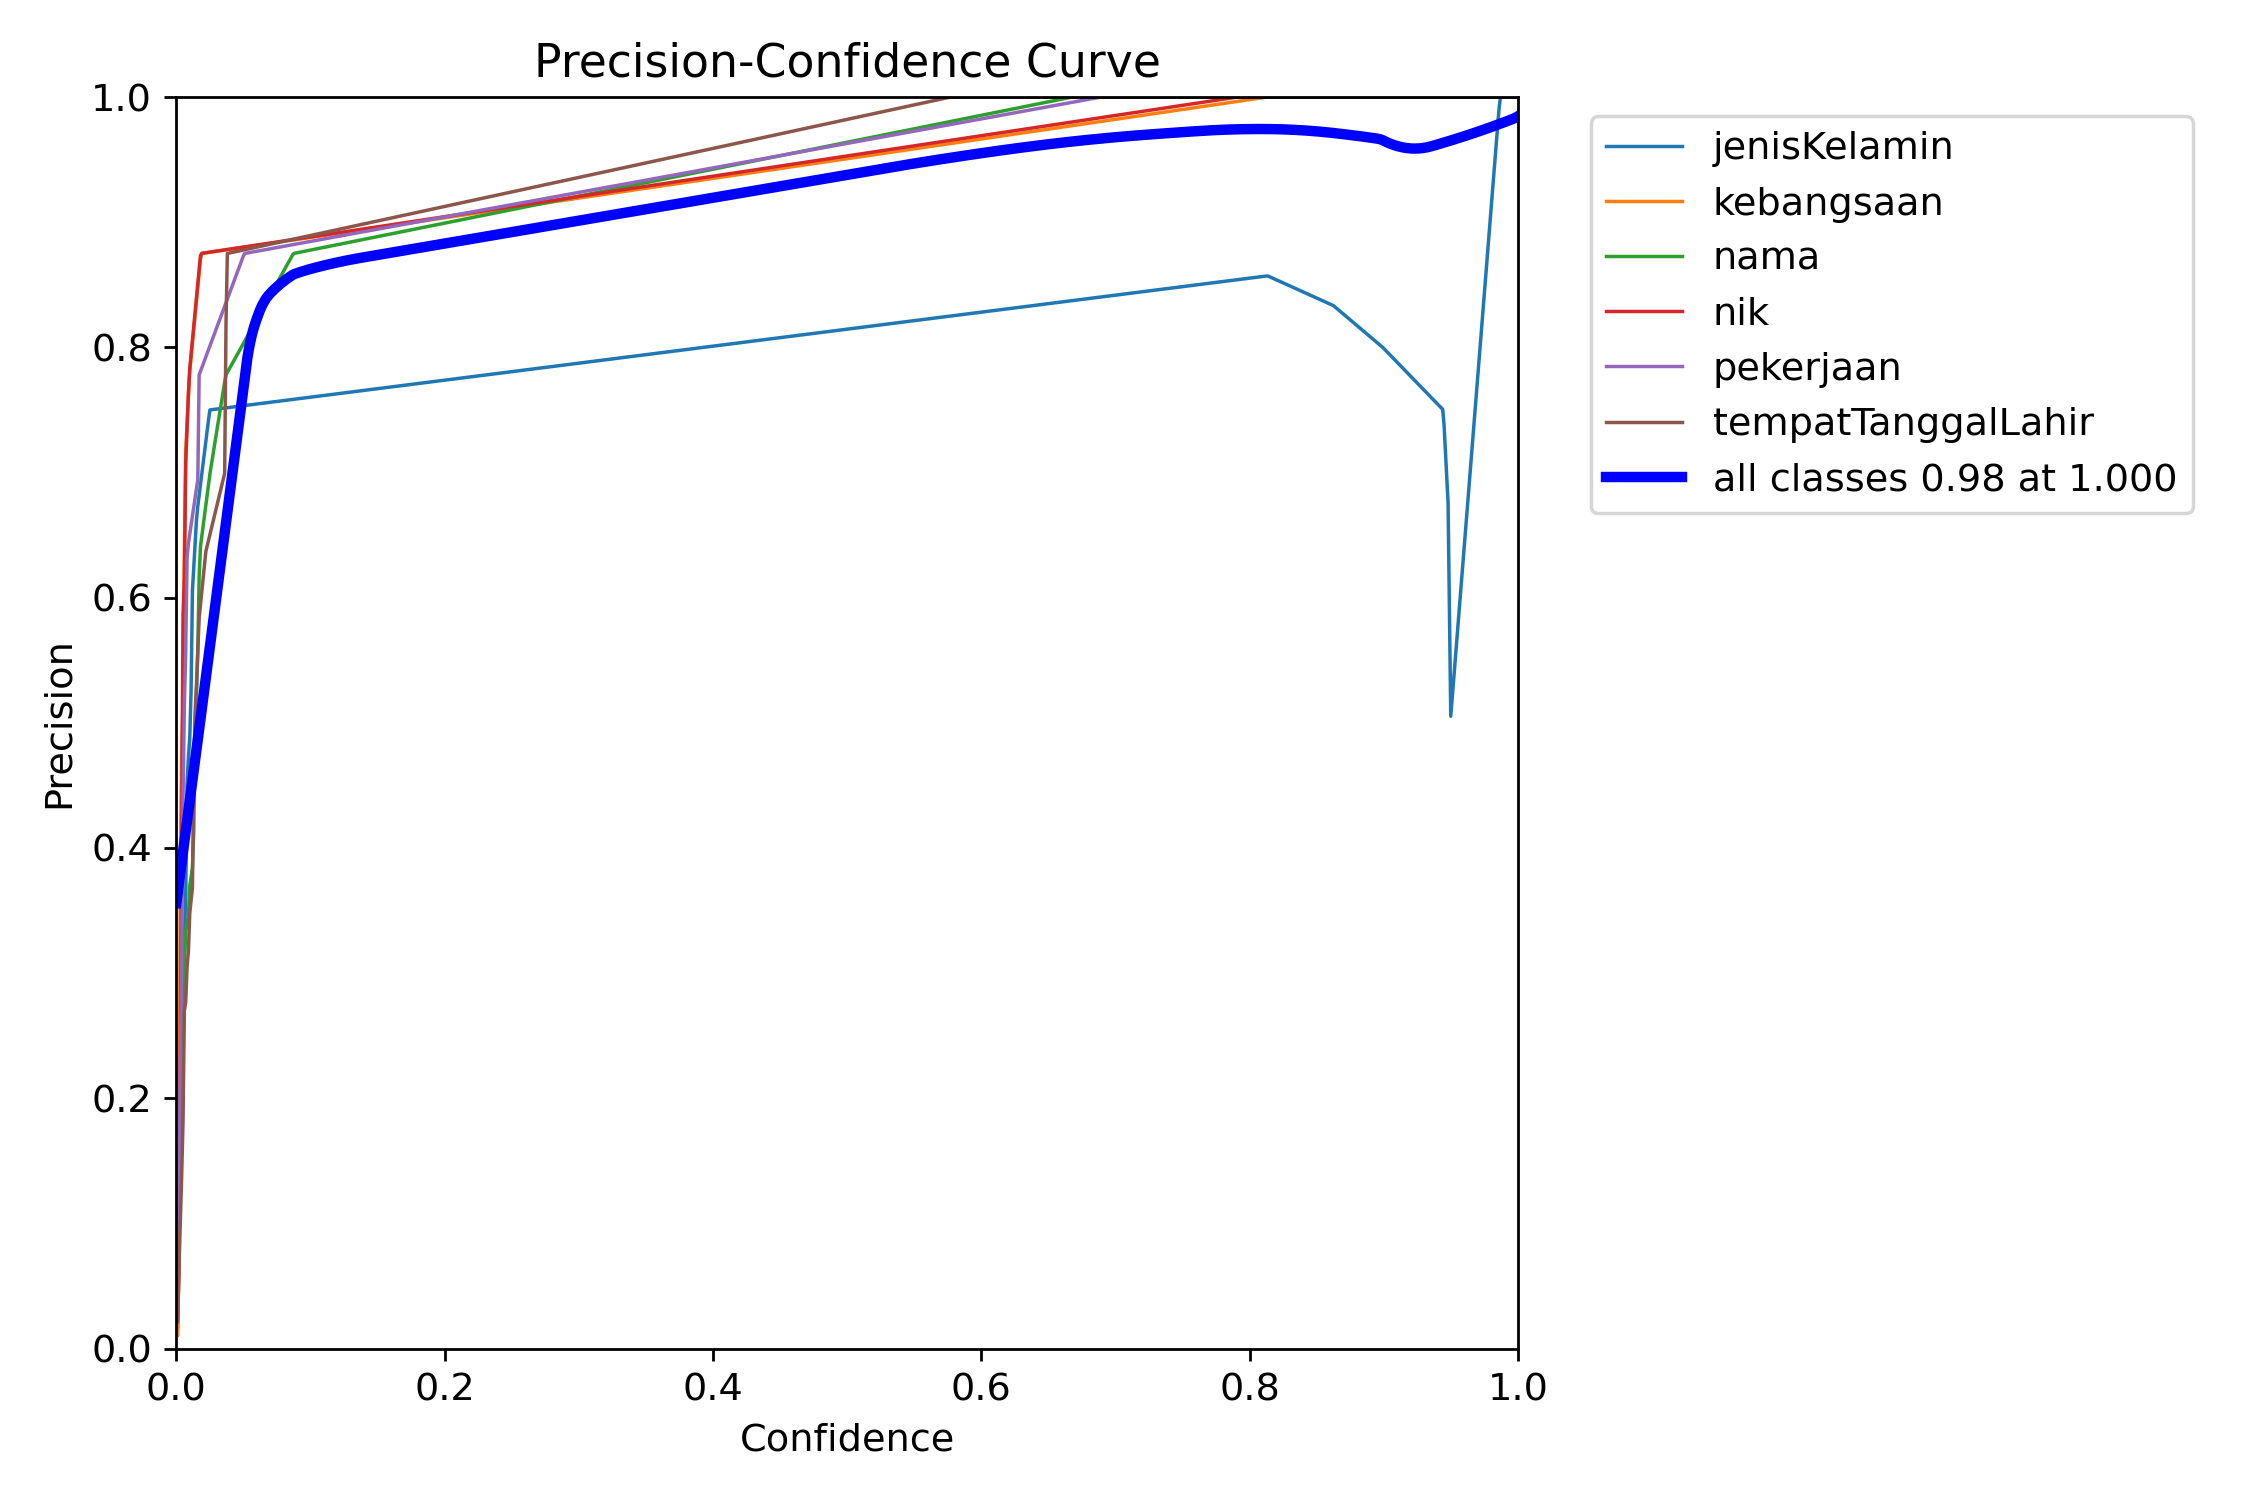 Precision-Confidence Curve
1.0
0.8
0.6
0.4
0.2
0.0
Precision
0.0 0.2 0.4 0.6 0.8 1.0
Confidence
jenisKelamin
kebangsaan
nama
nik
pekerjaan
tempatTanggalLahir
all classes 0.98 at 1.000